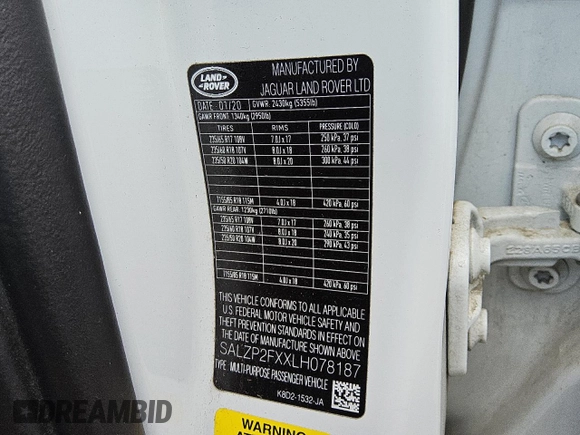 LAND
ROVER
MANUFACTURED BY
JAGUAR LAND ROVER LTD
DATE 01/20 GVWR. 2430kg (5355lb)
GAWR FRONT 1340kg (2950lb)
TIRES RIMS PRESSURE (COLD)
235/65 R17 108V 7.0J x 17 250 kPa, 37 psi
235/60 R18 107V 8.0J x 18 260 kPa, 38 psi
235/50 R20 104W 8.0J x 20 300 kPa, 44 psi
T155/85 R18 115M 4.0J x 18 420 kPa, 60 psi
GAWR REAR. 1230kg (2710lb)
235/65 R17 108V 7.0J x 17 260 kPa, 38 psi
235/60 R18 107V 8.0J x 18 240 kPa, 35 psi
235/50 R20 104W 8.0J x 20 290 kPa, 43 psi
T155/85 R18 115M 4.0J x 18 420 kPa, 60 psi
THIS VEHICLE CONFORMS TO ALL APPLICABLE
U.S. FEDERAL MOTOR VEHICLE SAFETY AND
THEFT PREVENTION STANDARDS IN EFFECT ON
THE DATE OF MANUFACTURE SHOWN ABOVE.
SALZP2FXXLH078187
TYPE: MULTI-PURPOSE PASSENGER VEHICLE
K8D2-1532-JA
WARNING
DREAMBID